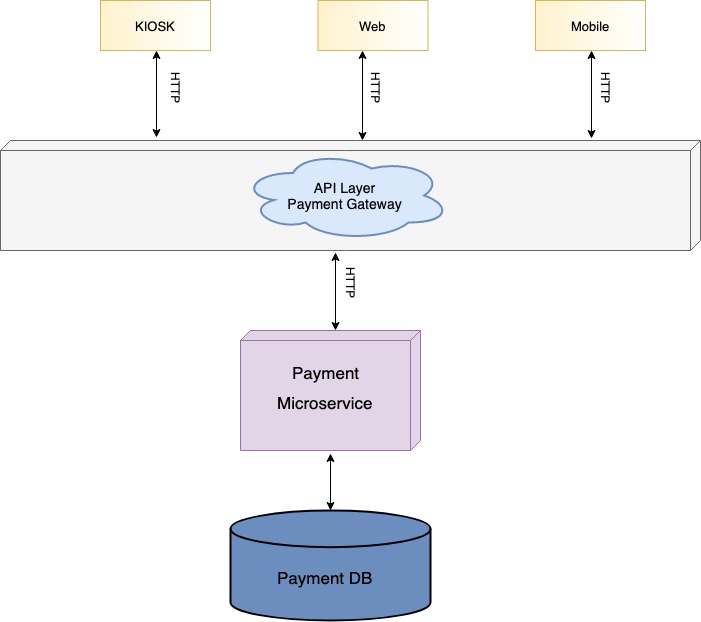 KIOSK
Web
Mobile
HTTP
HTTP
HTTP
API Layer
Payment Gateway
HTTP
Payment
Microservice
Payment DB